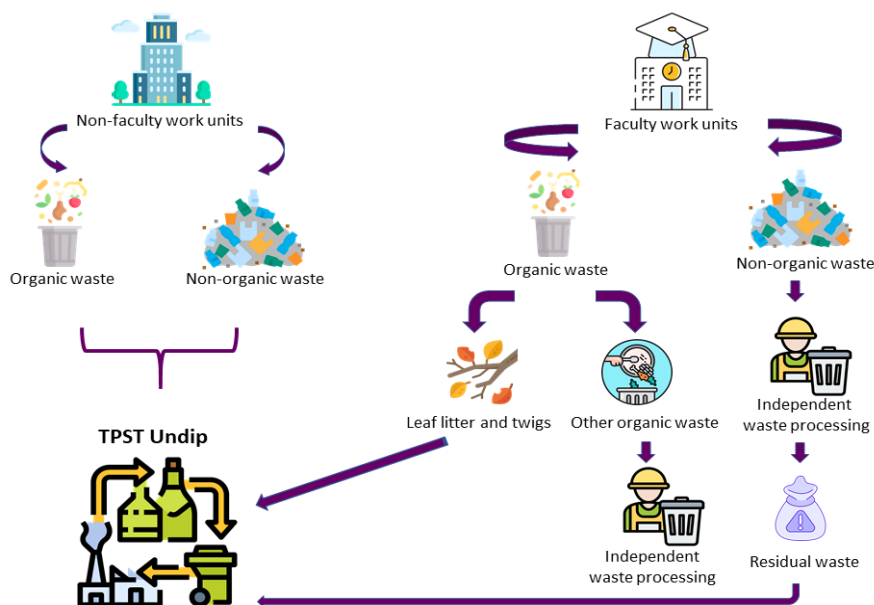 Non-faculty work units
Faculty work units
Organic waste
Non-organic waste
Organic waste
Non-organic waste
Leaf litter and twigs
Other organic waste
Independent
waste processing
TPST Undip
Independent
waste processing
Residual waste